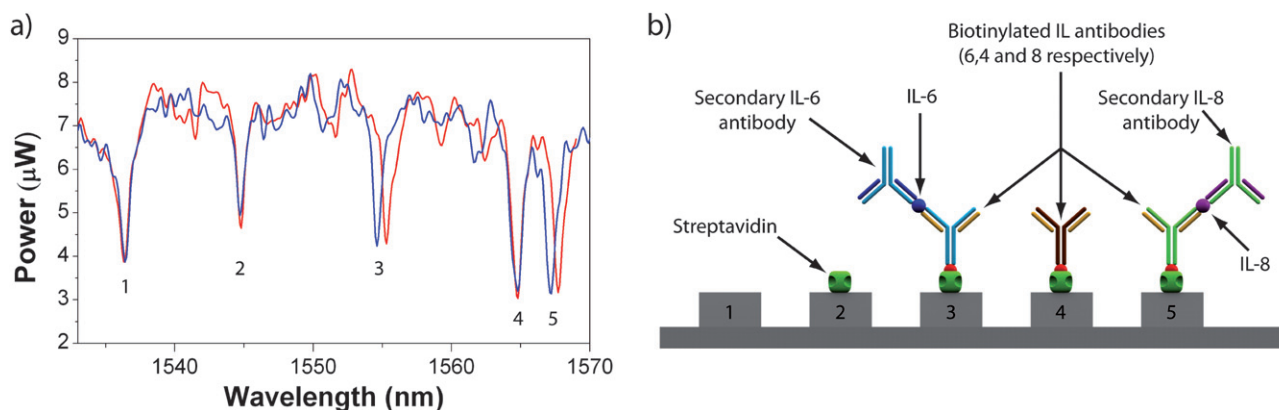 a)
Power (μW)
9
8
7
6
5
4
3
2
1
2
3
4
5
1540
1550
1560
1570
Wavelength (nm)
b)
Biotinylated IL antibodies
(6,4 and 8 respectively)
Secondary IL-6
antibody
IL-6
Secondary IL-8
antibody
Streptavidin
IL-8
1
2
3
4
5